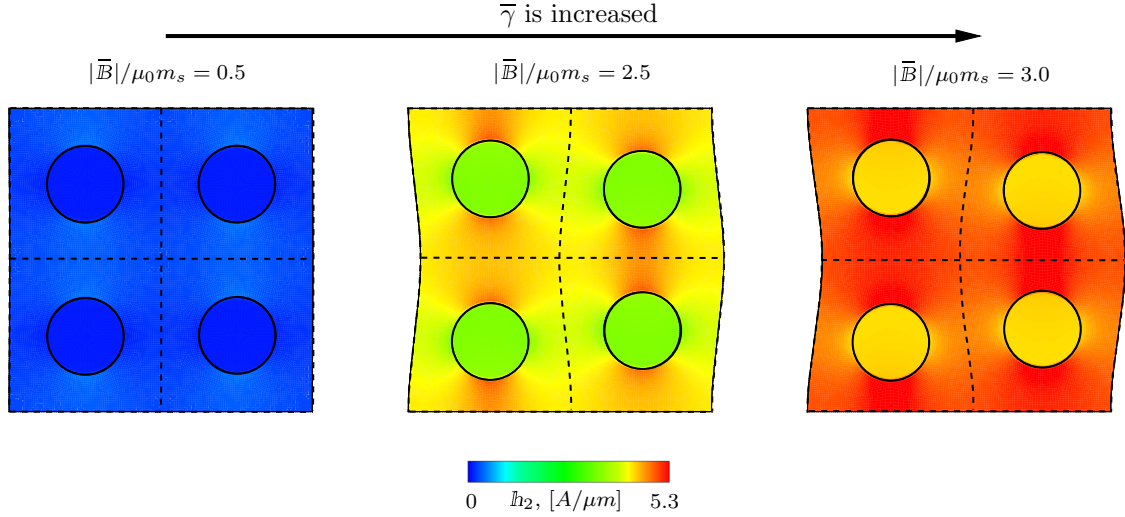 γ̅ is increased
|𝔹̅|/μ₀mₛ = 0.5
|𝔹̅|/μ₀mₛ = 2.5
|𝔹̅|/μ₀mₛ = 3.0
0 𝕙₂, [A/μm] 5.3